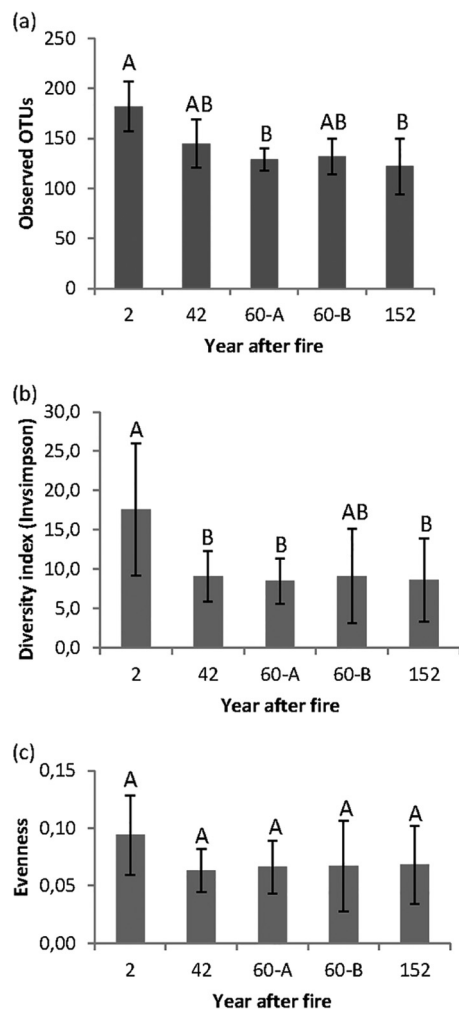 (a)
Observed OTUs
250
200
150
100
50
0
A
AB
B
AB
B
2 42 60-A 60-B 152
Year after fire
(b)
Diversity index (Invsimpson)
30,0
25,0
20,0
15,0
10,0
5,0
0,0
A
B
B
AB
B
2 42 60-A 60-B 152
Year after fire
(c)
Evenness
0,15
0,10
0,05
0,00
A
A
A
A
A
2 42 60-A 60-B 152
Year after fire